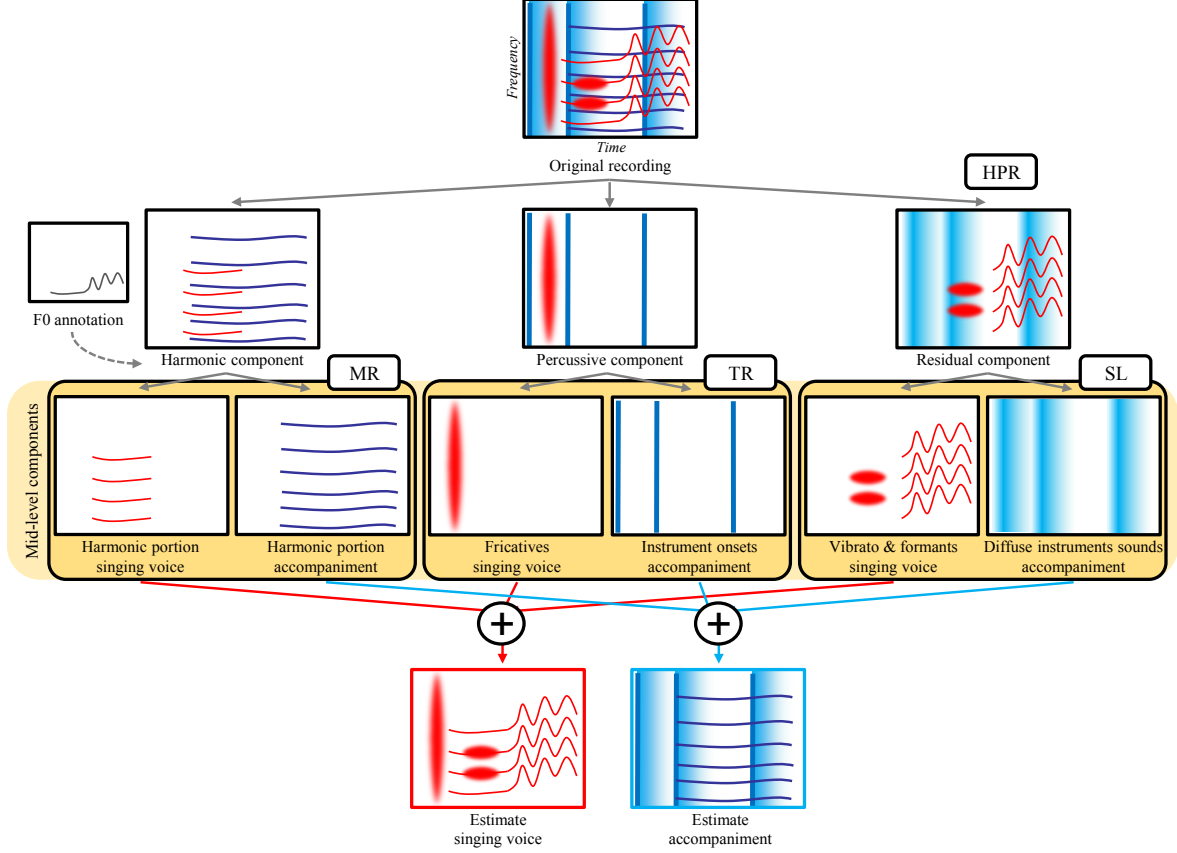 Frequency
Time
Original recording
HPR
F0 annotation
Harmonic component
Percussive component
Residual component
MR
TR
SL
Mid-level components
Harmonic portion
singing voice
Harmonic portion
accompaniment
Fricatives
singing voice
Instrument onsets
accompaniment
Vibrato & formants
singing voice
Diffuse instruments sounds
accompaniment
+
+
Estimate
singing voice
Estimate
accompaniment